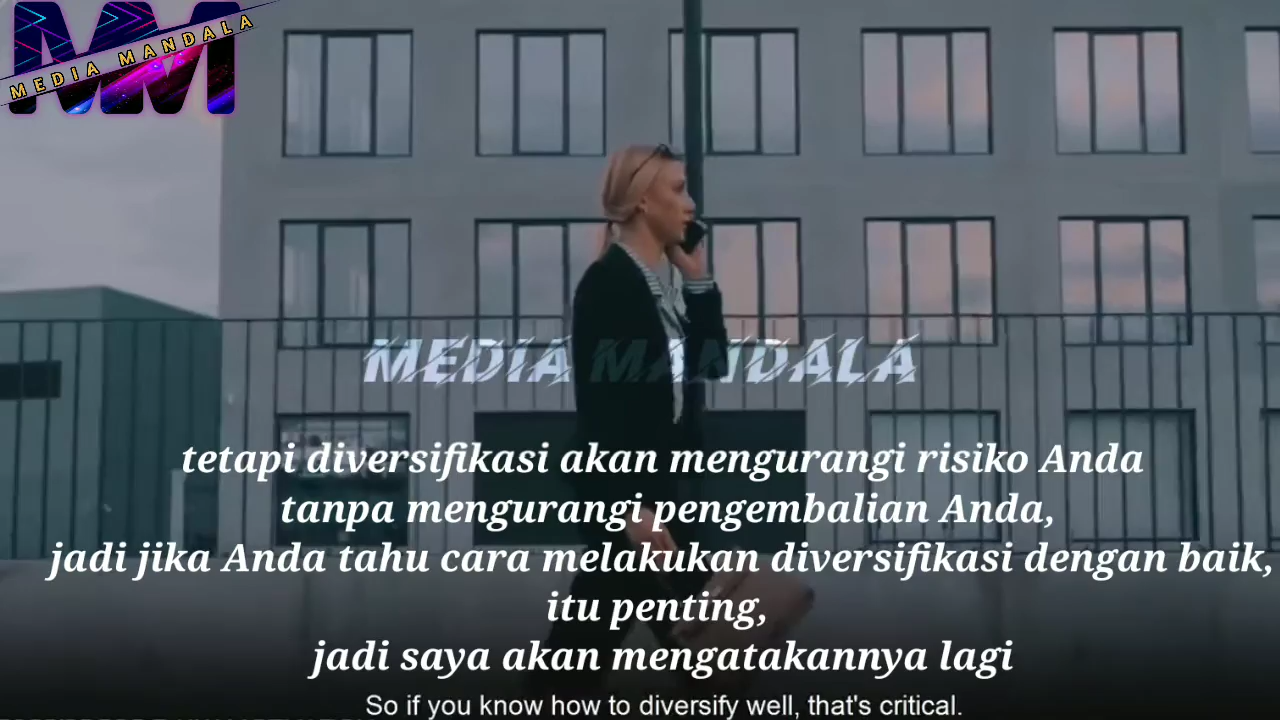 MM
MEDIA MANDALA
MEDIA MANDALA
tetapi diversifikasi akan mengurangi risiko Anda
tanpa mengurangi pengembalian Anda,
jadi jika Anda tahu cara melakukan diversifikasi dengan baik,
itu penting,
jadi saya akan mengatakannya lagi
So if you know how to diversify well, that's critical.